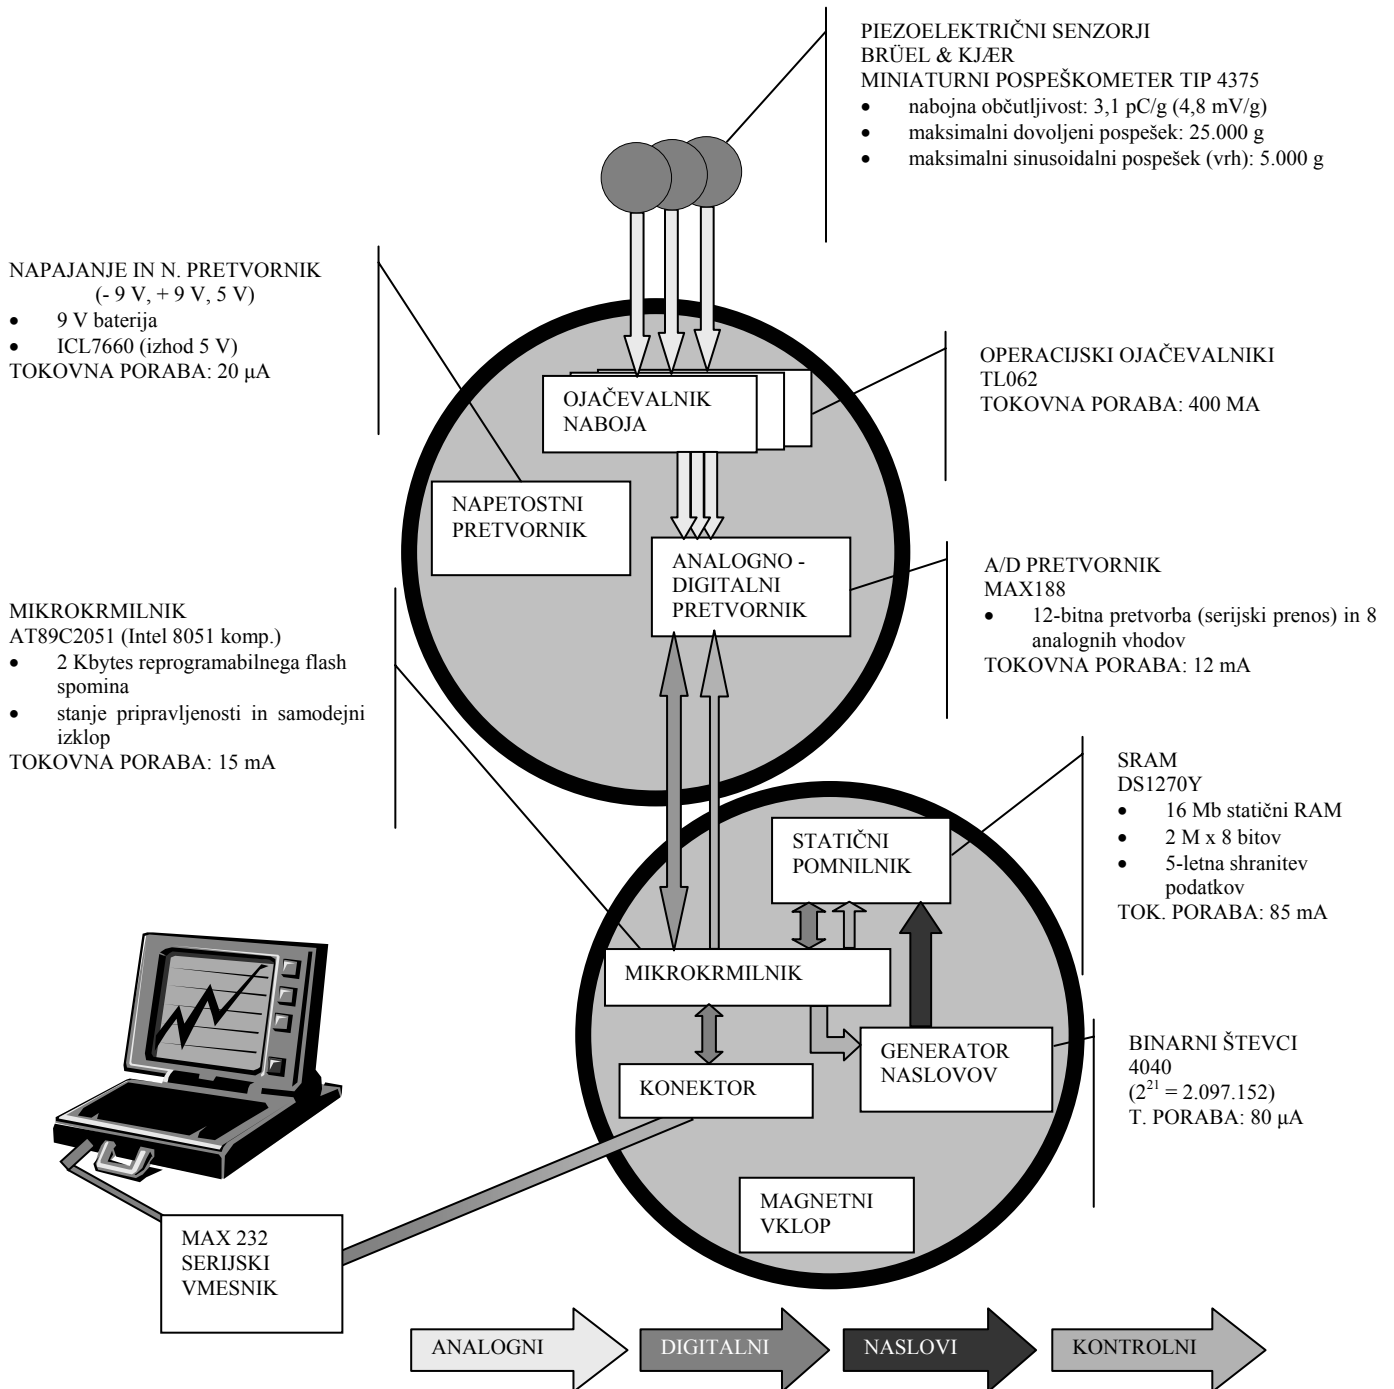 PIEZOELEKTRIČNI SENZORJI
BRÜEL & KJÆR
MINIATURNI POSPEŠKOMETER TIP 4375
• nabojna občutljivost: 3,1 pC/g (4,8 mV/g)
• maksimalni dovoljeni pospešek: 25.000 g
• maksimalni sinusoidalni pospešek (vrh): 5.000 g
NAPAJANJE IN N. PRETVORNIK
(- 9 V, + 9 V, 5 V)
• 9 V baterija
• ICL7660 (izhod 5 V)
TOKOVNA PORABA: 20 µA
OPERACIJSKI OJAČEVALNIKI
TL062
TOKOVNA PORABA: 400 MA
OJAČEVALNIK
NABOJA
NAPETOSTNI
PRETVORNIK
ANALOGNO -
DIGITALNI
PRETVORNIK
A/D PRETVORNIK
MAX188
• 12-bitna pretvorba (serijski prenos) in 8
analognih vhodov
TOKOVNA PORABA: 12 mA
MIKROKRMILNIK
AT89C2051 (Intel 8051 komp.)
• 2 Kbytes reprogramabilnega flash
spomina
• stanje pripravljenosti in samodejni
izklop
TOKOVNA PORABA: 15 mA
SRAM
DS1270Y
• 16 Mb statični RAM
• 2 M x 8 bitov
• 5-letna shranitev
podatkov
TOK. PORABA: 85 mA
STATIČNI
POMNILNIK
MIKROKRMILNIK
GENERATOR
NASLOVOV
KONEKTOR
BINARNI ŠTEVCI
4040
(2²¹ = 2.097.152)
T. PORABA: 80 µA
MAGNETNI
VKLOP
MAX 232
SERIJSKI
VMESNIK
ANALOGNI
DIGITALNI
NASLOVI
KONTROLNI